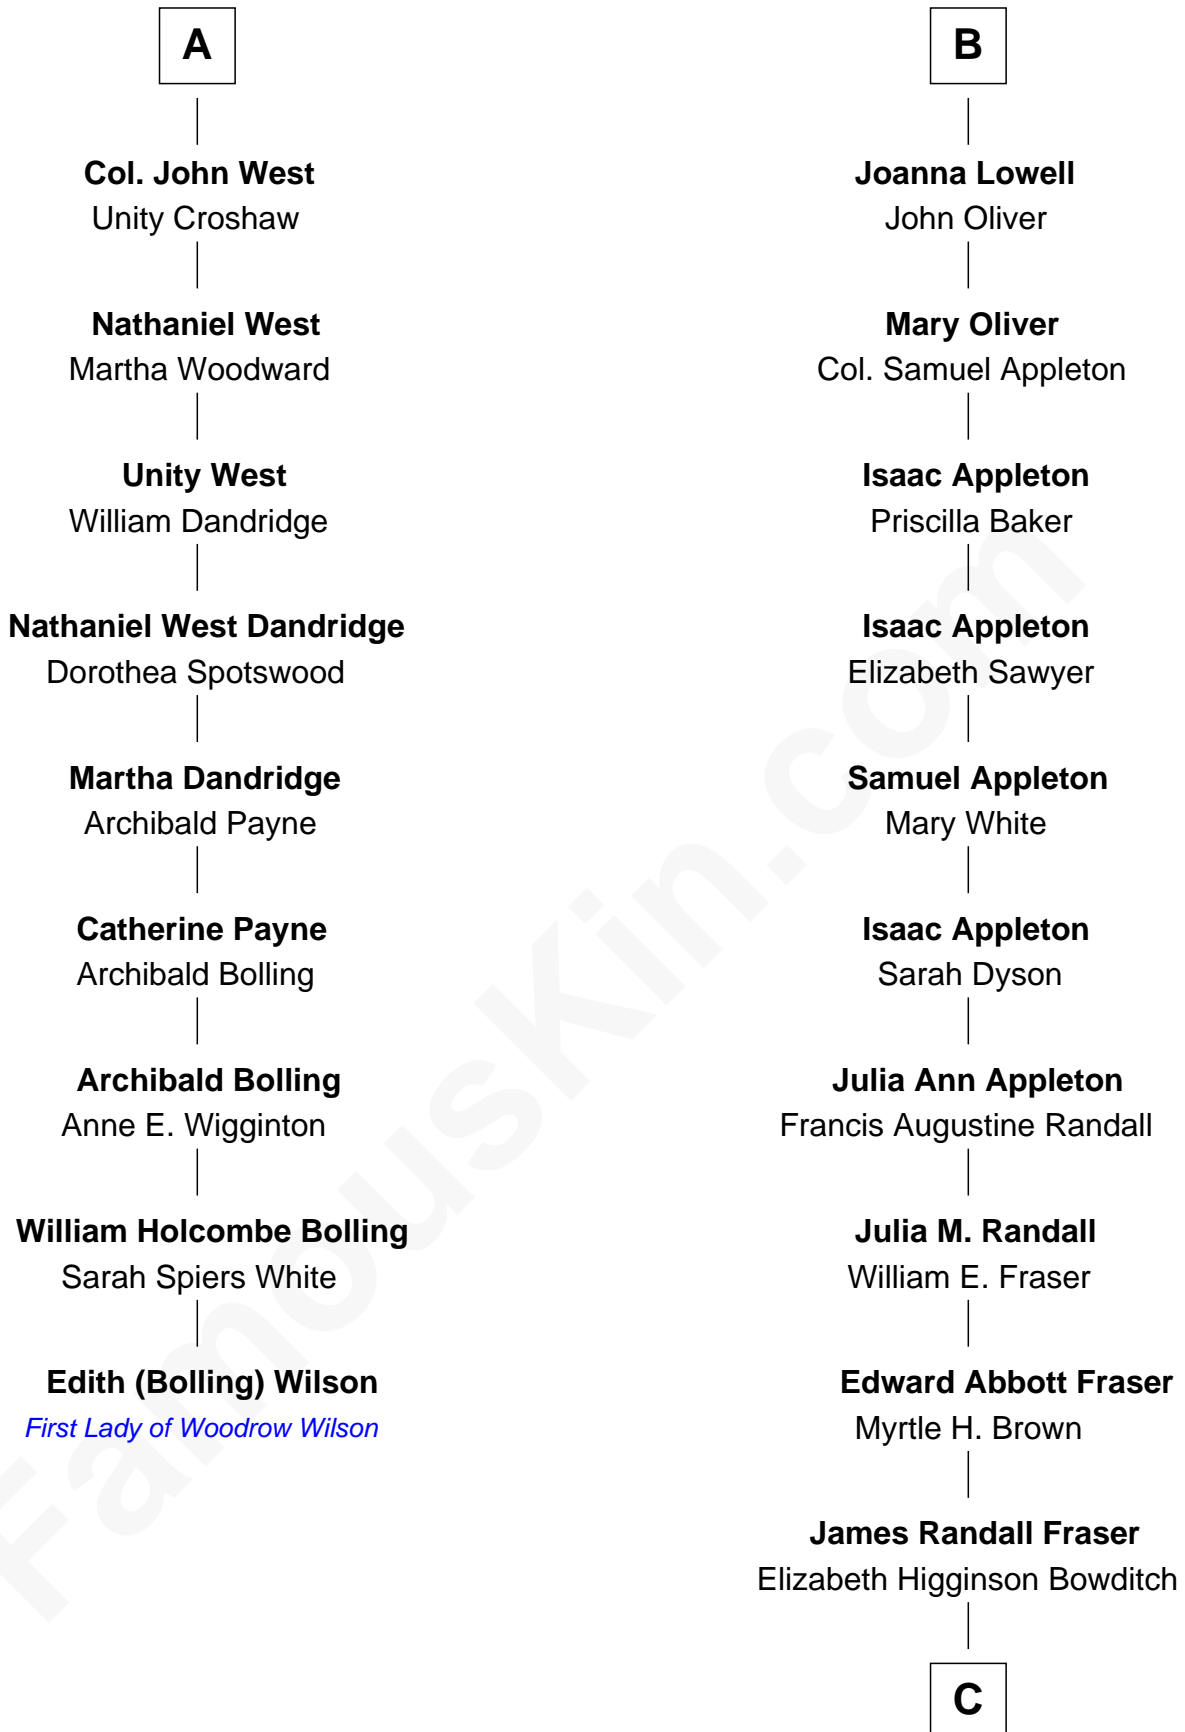 A
Col. John West
Unity Croshaw
Nathaniel West
Martha Woodward
Unity West
William Dandridge
Nathaniel West Dandridge
Dorothea Spotswood
Martha Dandridge
Archibald Payne
Catherine Payne
Archibald Bolling
Archibald Bolling
Anne E. Wigginton
William Holcombe Bolling
Sarah Spiers White
Edith (Bolling) Wilson
First Lady of Woodrow Wilson
B
Joanna Lowell
John Oliver
Mary Oliver
Col. Samuel Appleton
Isaac Appleton
Priscilla Baker
Isaac Appleton
Elizabeth Sawyer
Samuel Appleton
Mary White
Isaac Appleton
Sarah Dyson
Julia Ann Appleton
Francis Augustine Randall
Julia M. Randall
William E. Fraser
Edward Abbott Fraser
Myrtle H. Brown
James Randall Fraser
Elizabeth Higginson Bowditch
C
FamousKin.com